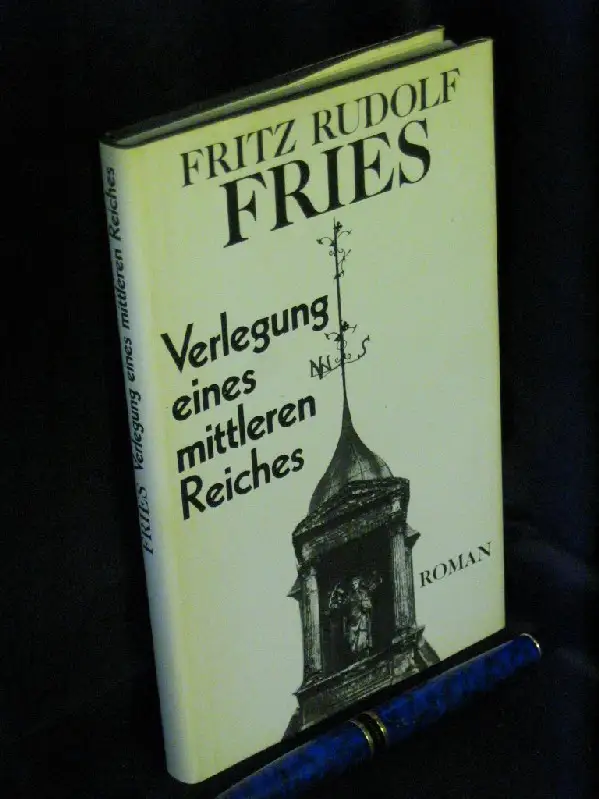 FRITZ RUDOLF
FRIES
Verlegung
eines
mittleren
Reiches
ROMAN
FRIES Verlegung eines mittleren Reiches
N S